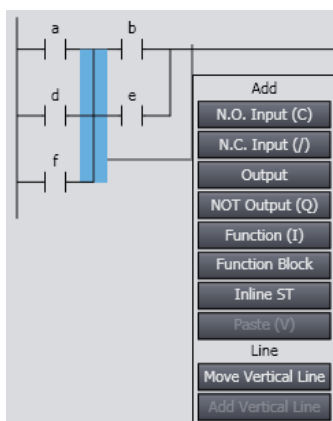 a
b
d
e
f
Add
N.O. Input (C)
N.C. Input (/)
Output
NOT Output (Q)
Function (I)
Function Block
Inline ST
Paste (V)
Line
Move Vertical Line
Add Vertical Line